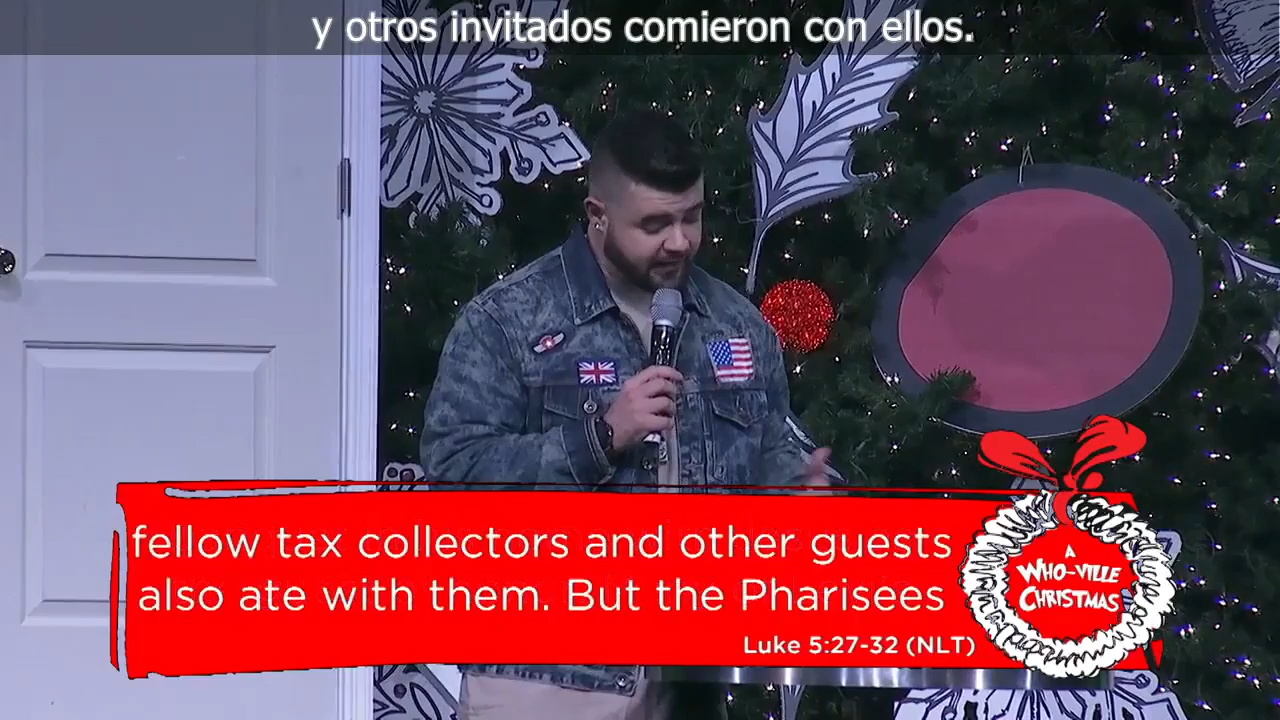 y otros invitados comieron con ellos.
fellow tax collectors and other guests
also ate with them. But the Pharisees
Luke 5:27-32 (NLT)
A
WHO-VILLE
CHRISTMAS